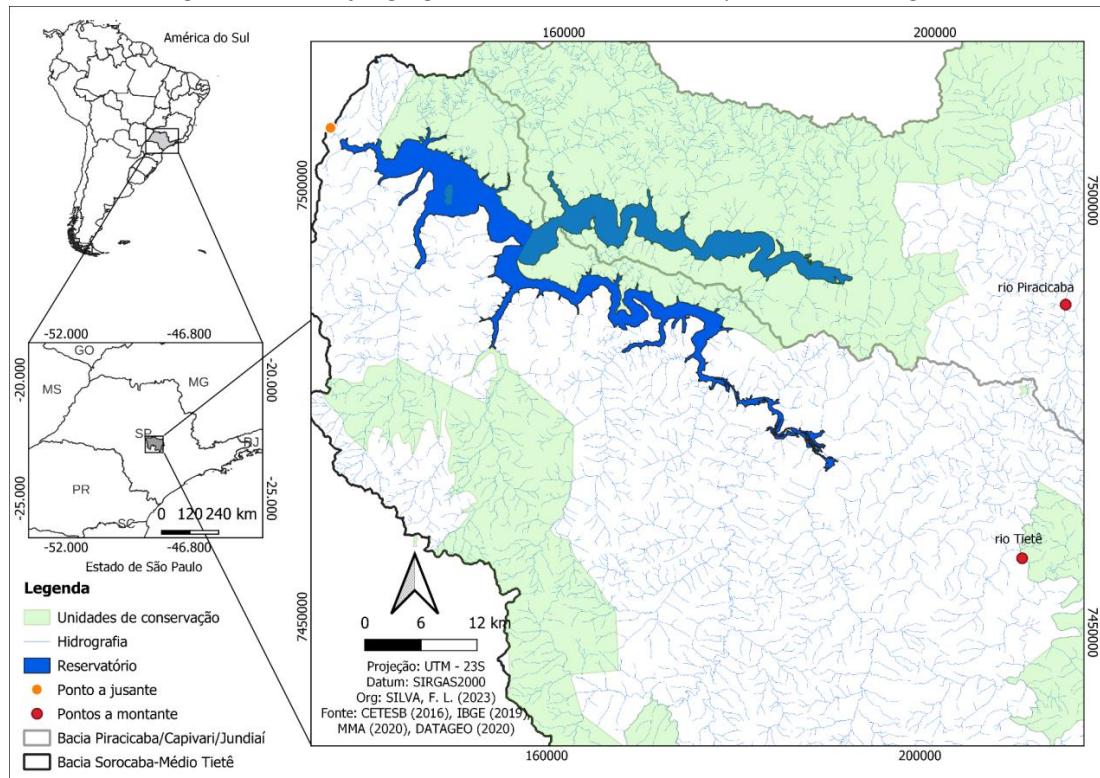 América do Sul
160000
200000
7500000
7500000
rio Piracicaba
rio Tietê
7450000
7450000
160000
200000
-52.000
-46.800
-20.000
-20.000
GO
MS
MG
SP
RJ
PR
SC
-25.000
-25.000
0 120 240 km
-52.000
-46.800
Estado de São Paulo
Legenda
Unidades de conservação
Hidrografia
Reservatório
Ponto a jusante
Pontos a montante
Bacia Piracicaba/Capivari/Jundiaí
Bacia Sorocaba-Médio Tietê
0 6 12 km
Projeção: UTM - 23S
Datum: SIRGAS2000
Org: SILVA, F. L. (2023)
Fonte: CETESB (2016), IBGE (2019),
MMA (2020), DATAGEO (2020)